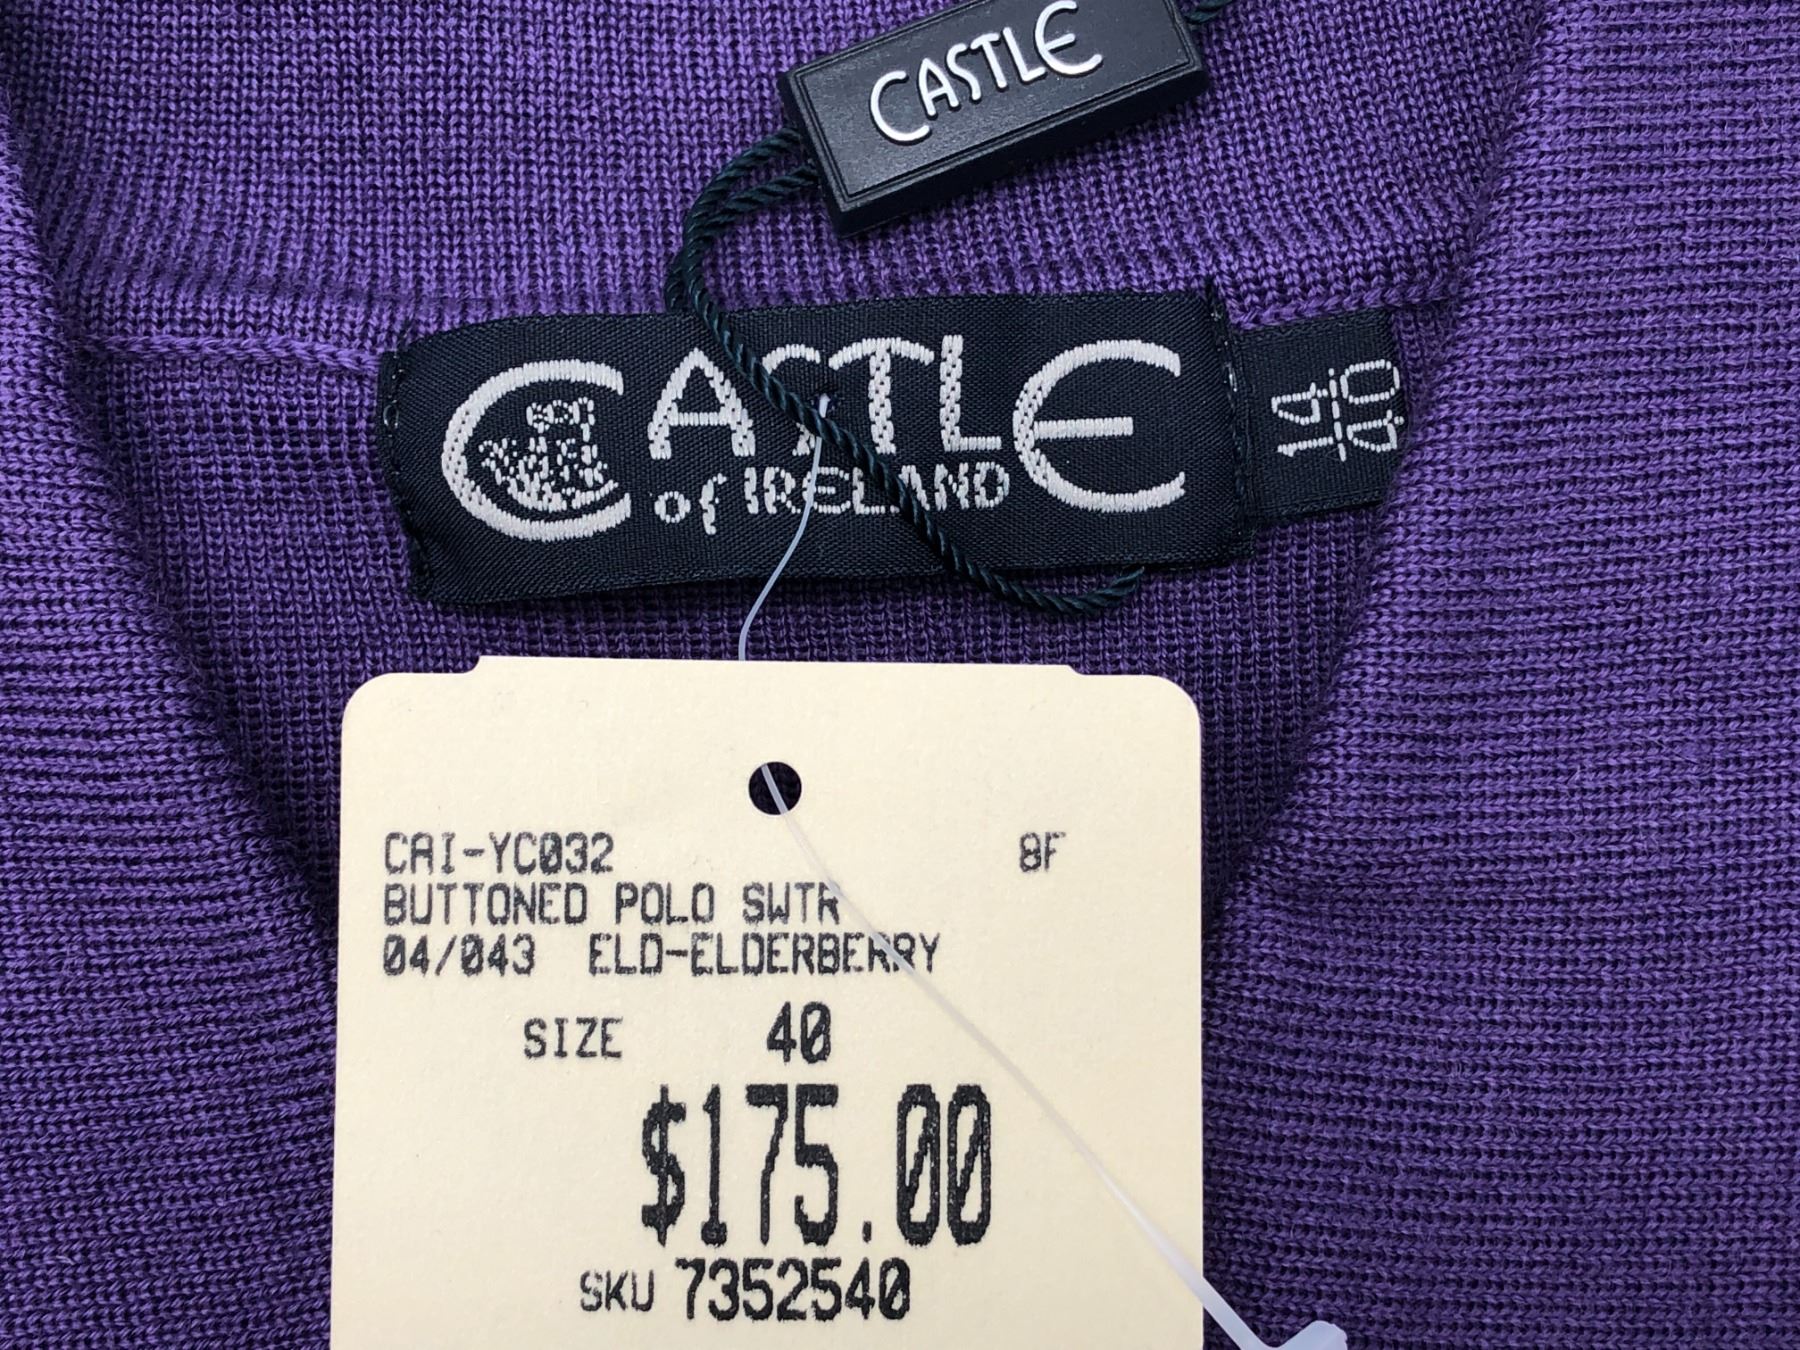 CASTLE
CASTLE
of IRELAND
14
40
CAI-YC032 8F
BUTTONED POLO SWTR
04/043 ELD-ELDERBERRY
SIZE 40
$175.00
SKU 7352540